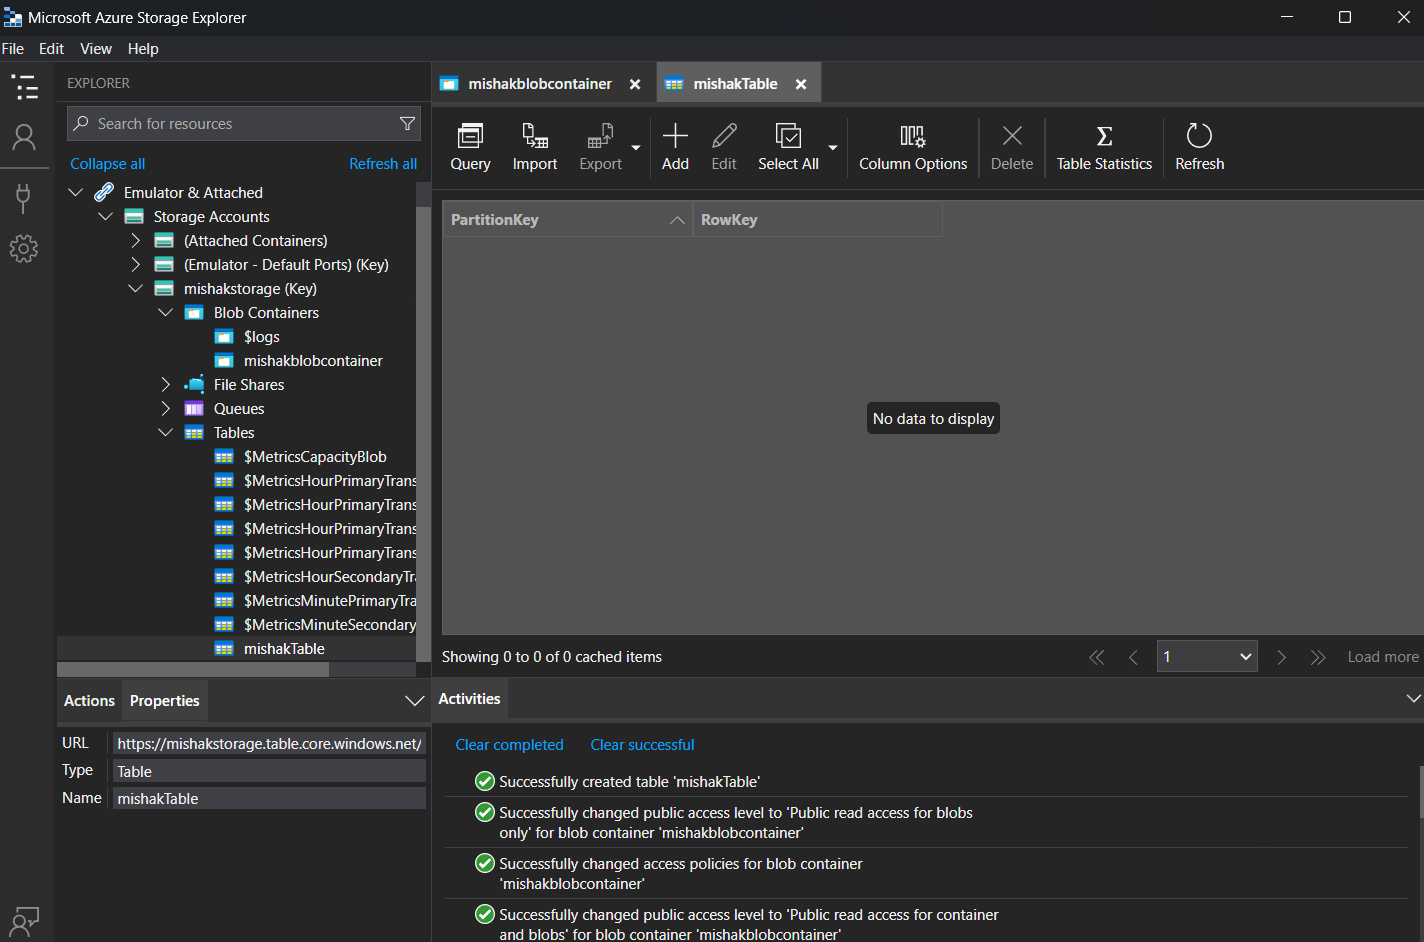 Microsoft Azure Storage Explorer
File Edit View Help
EXPLORER
Search for resources
Collapse all Refresh all
Emulator & Attached
Storage Accounts
(Attached Containers)
(Emulator - Default Ports) (Key)
mishakstorage (Key)
Blob Containers
$logs
mishakblobcontainer
File Shares
Queues
Tables
$MetricsCapacityBlob
$MetricsHourPrimaryTrans
$MetricsHourPrimaryTrans
$MetricsHourPrimaryTrans
$MetricsHourPrimaryTrans
$MetricsHourSecondaryTr
$MetricsMinutePrimaryTra
$MetricsMinuteSecondary
mishakTable
Actions Properties
URL https://mishakstorage.table.core.windows.net/
Type Table
Name mishakTable
mishakblobcontainer mishakTable
Query Import Export Add Edit Select All Column Options Delete Table Statistics Refresh
PartitionKey RowKey
No data to display
Showing 0 to 0 of 0 cached items 1 Load more
Activities
Clear completed Clear successful
Successfully created table 'mishakTable'
Successfully changed public access level to 'Public read access for blobs
only' for blob container 'mishakblobcontainer'
Successfully changed access policies for blob container
'mishakblobcontainer'
Successfully changed public access level to 'Public read access for container
and blobs' for blob container 'mishakblobcontainer'